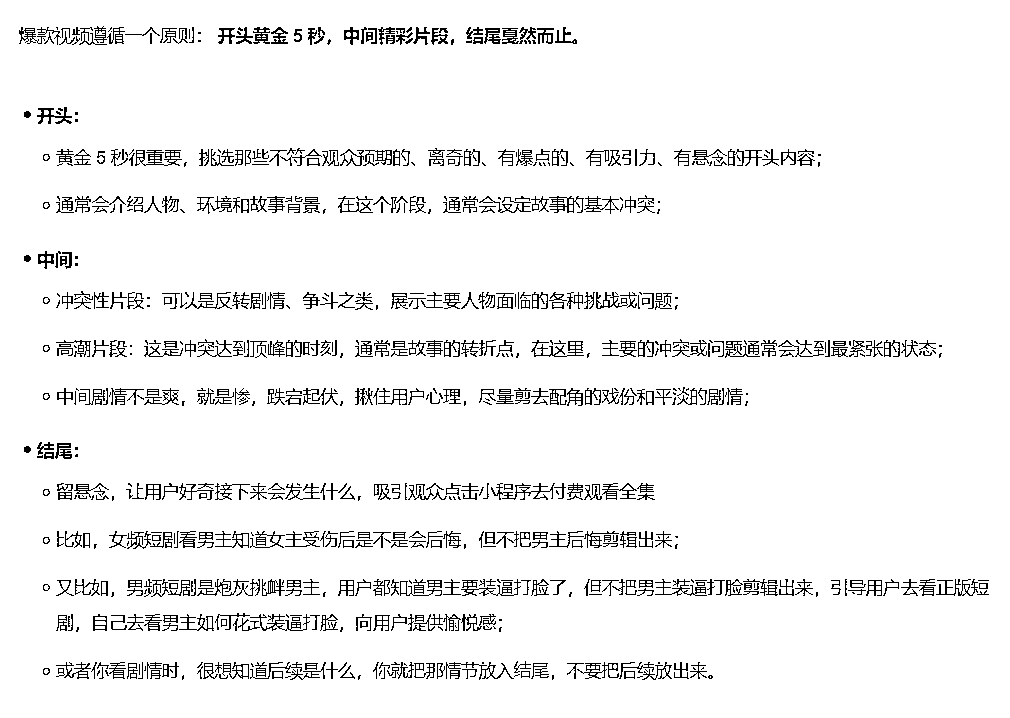 爆款视频遵循一个原则：开头黄金 5 秒，中间精彩片段，结尾戛然而止。
• 开头：
○ 黄金 5 秒很重要，挑选那些不符合观众预期的、离奇的、有爆点的、有吸引力、有悬念的开头内容；
○ 通常会介绍人物、环境和故事背景，在这个阶段，通常会设定故事的基本冲突；
• 中间：
○ 冲突性片段：可以是反转剧情、争斗之类，展示主要人物面临的各种挑战或问题；
○ 高潮片段：这是冲突达到顶峰的时刻，通常是故事的转折点，在这里，主要的冲突或问题通常会达到最紧张的状态；
○ 中间剧情不是爽，就是惨，跌宕起伏，揪住用户心理，尽量剪去配角的戏份和平淡的剧情；
• 结尾：
○ 留悬念，让用户好奇接下来会发生什么，吸引观众点击小程序去付费观看全集
○ 比如，女频短剧看男主知道女主受伤后是不是会后悔，但不把男主后悔剪辑出来；
○ 又比如，男频短剧是炮灰挑衅男主，用户都知道男主要装逼打脸了，但不把男主装逼打脸剪辑出来，引导用户去看正版短
剧，自己去看男主如何花式装逼打脸，向用户提供愉悦感；
○ 或者你看剧情时，很想知道后续是什么，你就把那情节放入结尾，不要把后续放出来。